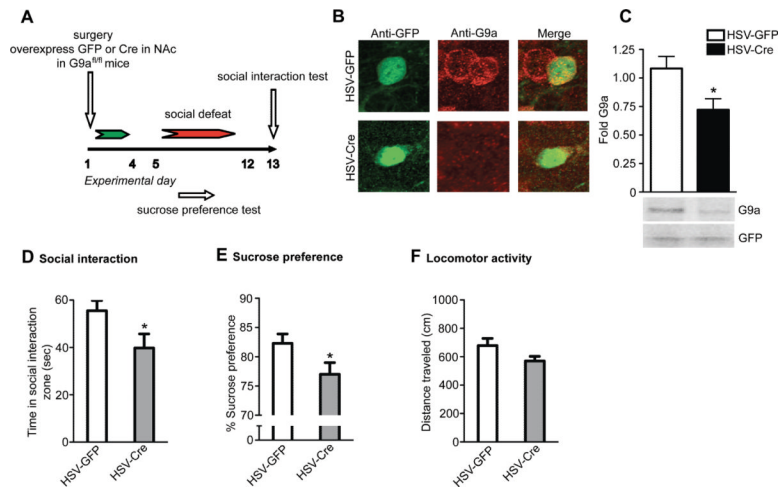 A
surgery
overexpress GFP or Cre in NAc
in G9a^fl/fl mice
social interaction test
social defeat
1 4 5 12 13
Experimental day
sucrose preference test
B
Anti-GFP Anti-G9a Merge
HSV-GFP
HSV-Cre
C
HSV-GFP
HSV-Cre
Fold G9a
1.25
1.00
0.75
0.50
0.25
0
*
G9a
GFP
D Social interaction
Time in social interaction
zone (sec)
60
40
20
0
*
HSV-GFP
HSV-Cre
E Sucrose preference
% Sucrose preference
90
85
80
75
70
0
*
HSV-GFP
HSV-Cre
F Locomotor activity
Distance traveled (cm)
1000
800
600
400
200
0
HSV-GFP
HSV-Cre